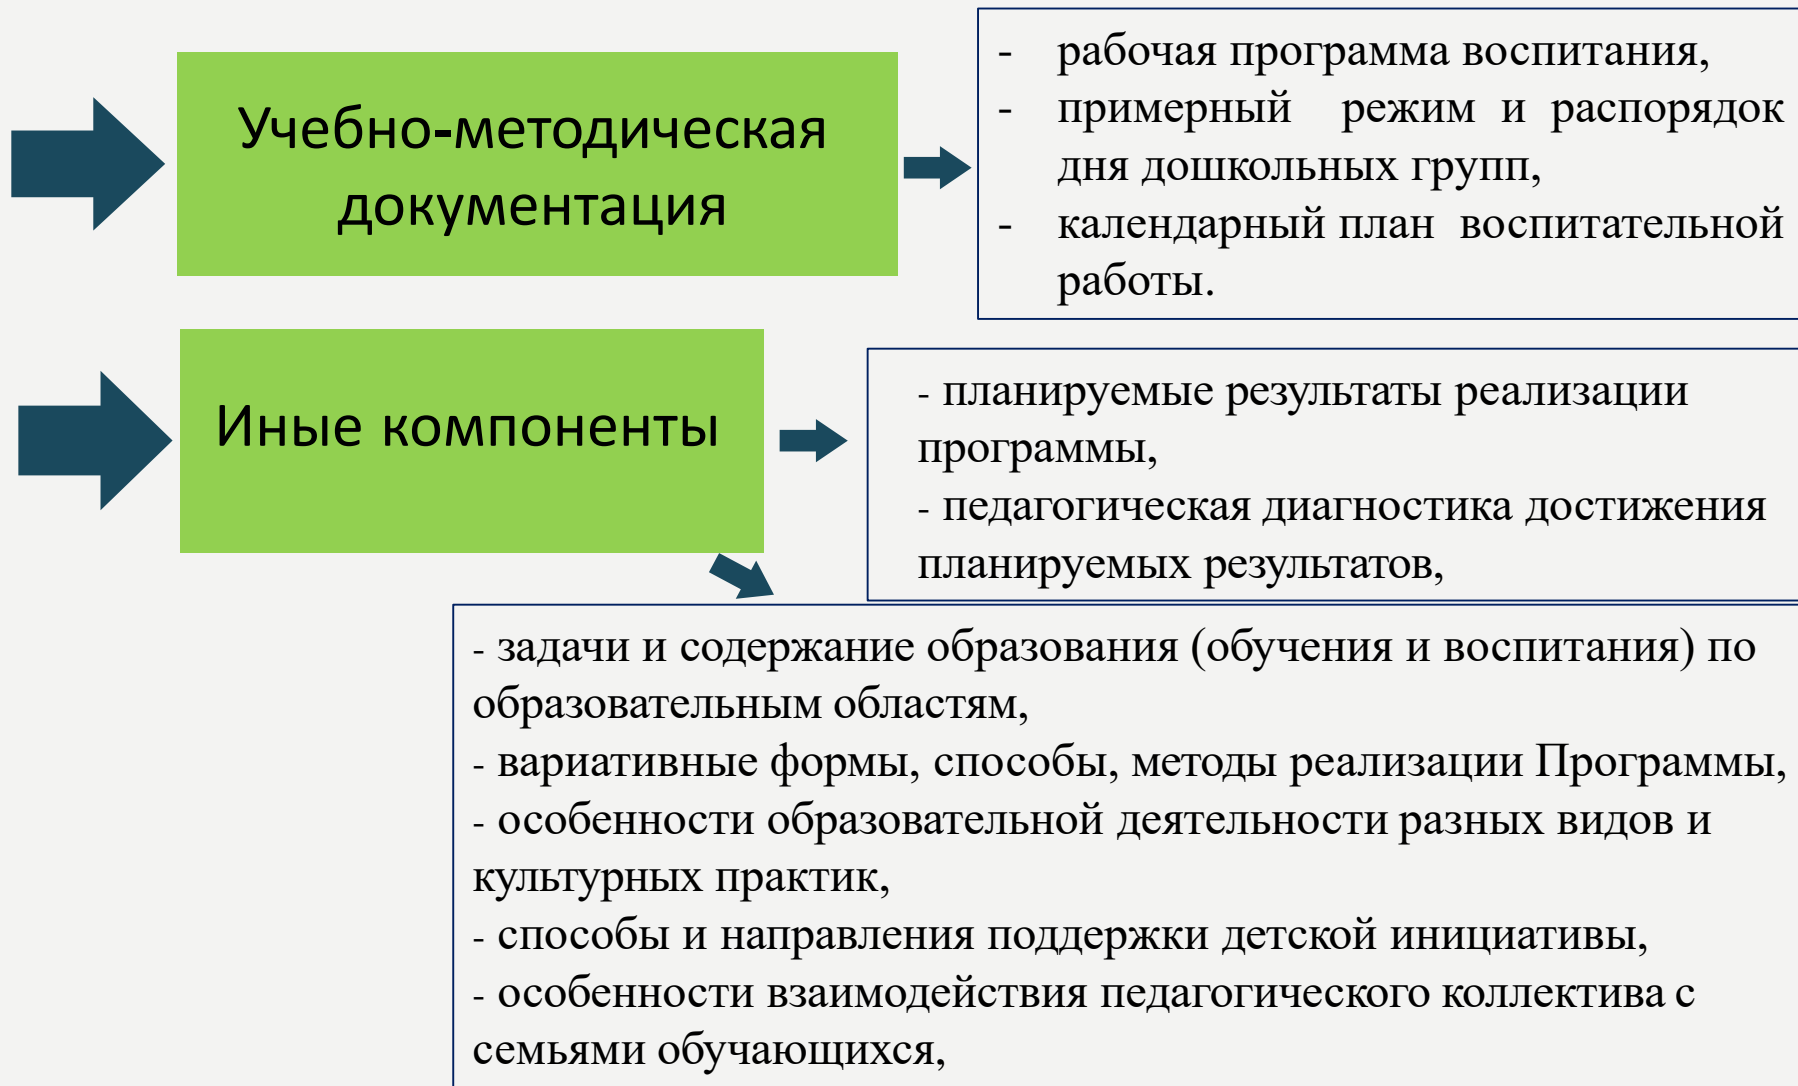 Учебно-методическая
документация
- рабочая программа воспитания,
- примерный режим и распорядок
дня дошкольных групп,
- календарный план воспитательной
работы.
Иные компоненты
- планируемые результаты реализации
программы,
- педагогическая диагностика достижения
планируемых результатов,
- задачи и содержание образования (обучения и воспитания) по
образовательным областям,
- вариативные формы, способы, методы реализации Программы,
- особенности образовательной деятельности разных видов и
культурных практик,
- способы и направления поддержки детской инициативы,
- особенности взаимодействия педагогического коллектива с
семьями обучающихся,